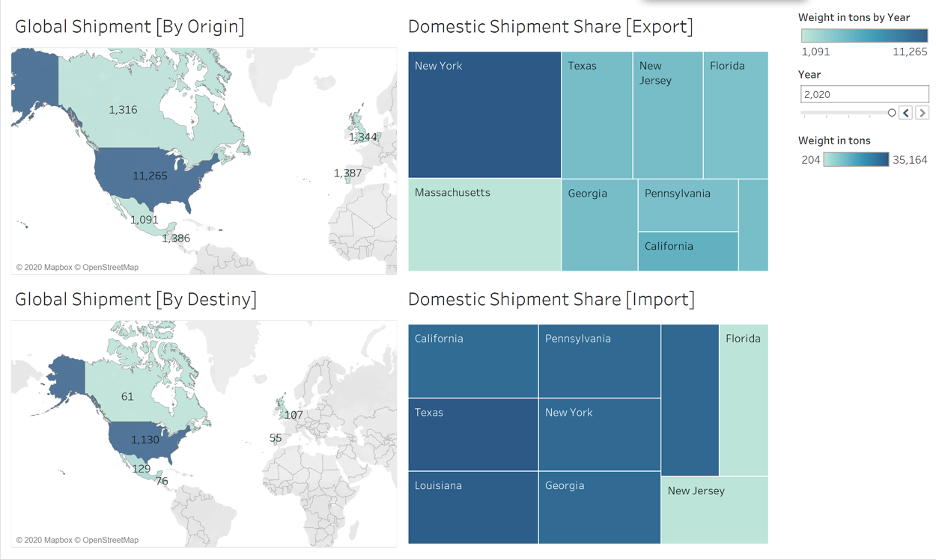 Global Shipment [By Origin]
1,316
11,265
1,091
1,386
1,344
1,387
© 2020 Mapbox © OpenStreetMap
Domestic Shipment Share [Export]
New York
Texas
New
Jersey
Florida
Massachusetts
Georgia
Pennsylvania
California
Weight in tons by Year
1,091 11,265
Year
2,020
Weight in tons
204 35,164
Global Shipment [By Destiny]
61
1,130
129
76
107
55
© 2020 Mapbox © OpenStreetMap
Domestic Shipment Share [Import]
California
Pennsylvania
Florida
Texas
New York
Louisiana
Georgia
New Jersey